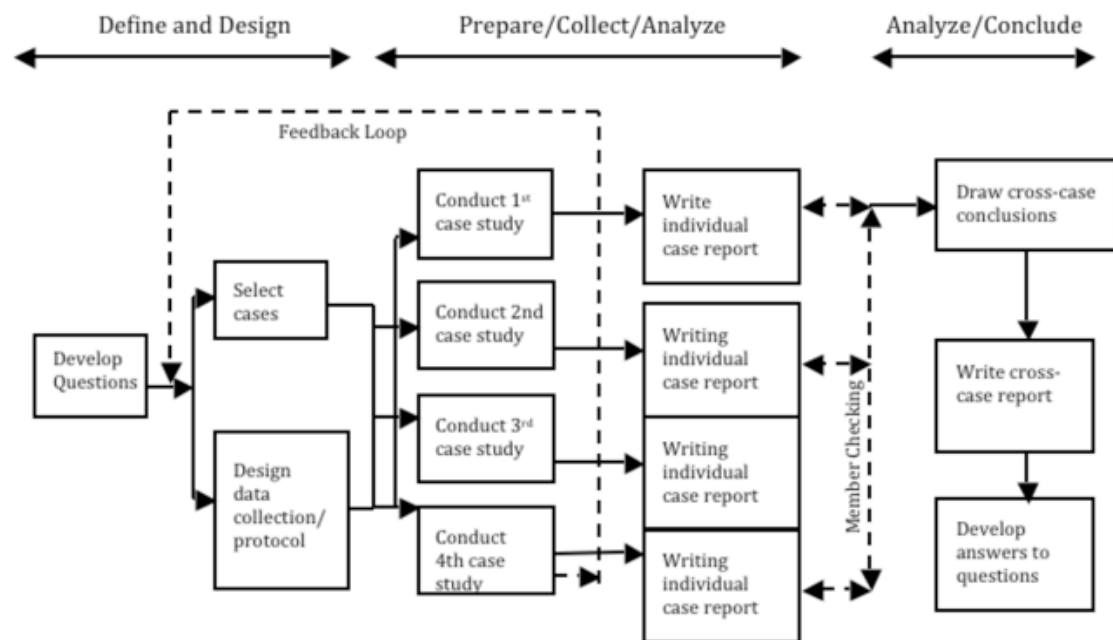 Define and Design
Prepare/Collect/Analyze
Analyze/Conclude
Feedback Loop
Develop
Questions
Select
cases
Design
data
collection/
protocol
Conduct 1st
case study
Conduct 2nd
case study
Conduct 3rd
case study
Conduct
4th case
study
Write
individual
case report
Writing
individual
case report
Writing
individual
case report
Writing
individual
case report
Member Checking
Draw cross-case
conclusions
Write cross-
case report
Develop
answers to
questions